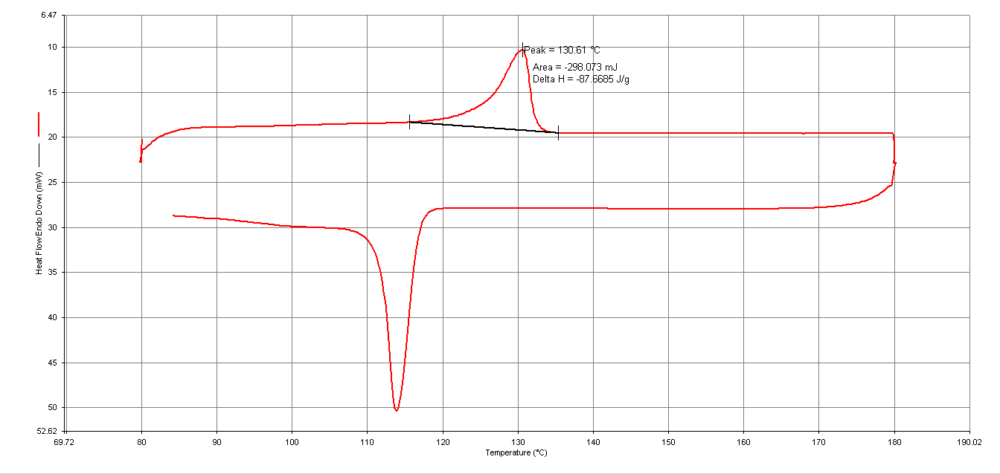 6.47
10
15
20
25
30
35
40
45
50
52.62
Heat Flow Endo Down (mW)
Peak = 130.61 °C
Area = -298.073 mJ
Delta H = -87.6685 J/g
69.72 80 90 100 110 120 130 140 150 160 170 180 190.02
Temperature (°C)